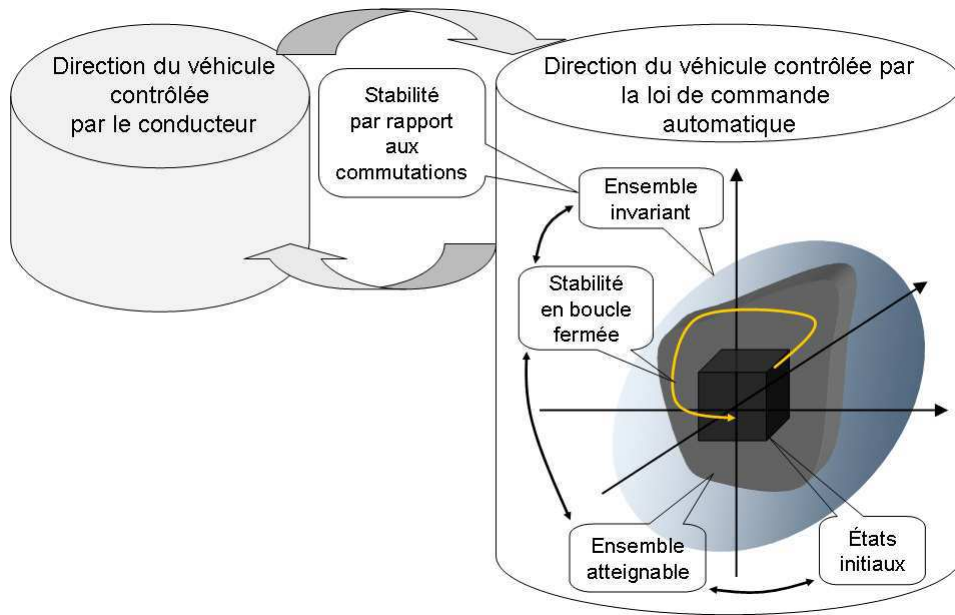 Direction du véhicule
contrôlée
par le conducteur
Stabilité
par rapport
aux
commutations
Direction du véhicule contrôlée par
la loi de commande
automatique
Ensemble
invariant
Stabilité
en boucle
fermée
Ensemble
atteignable
États
initiaux